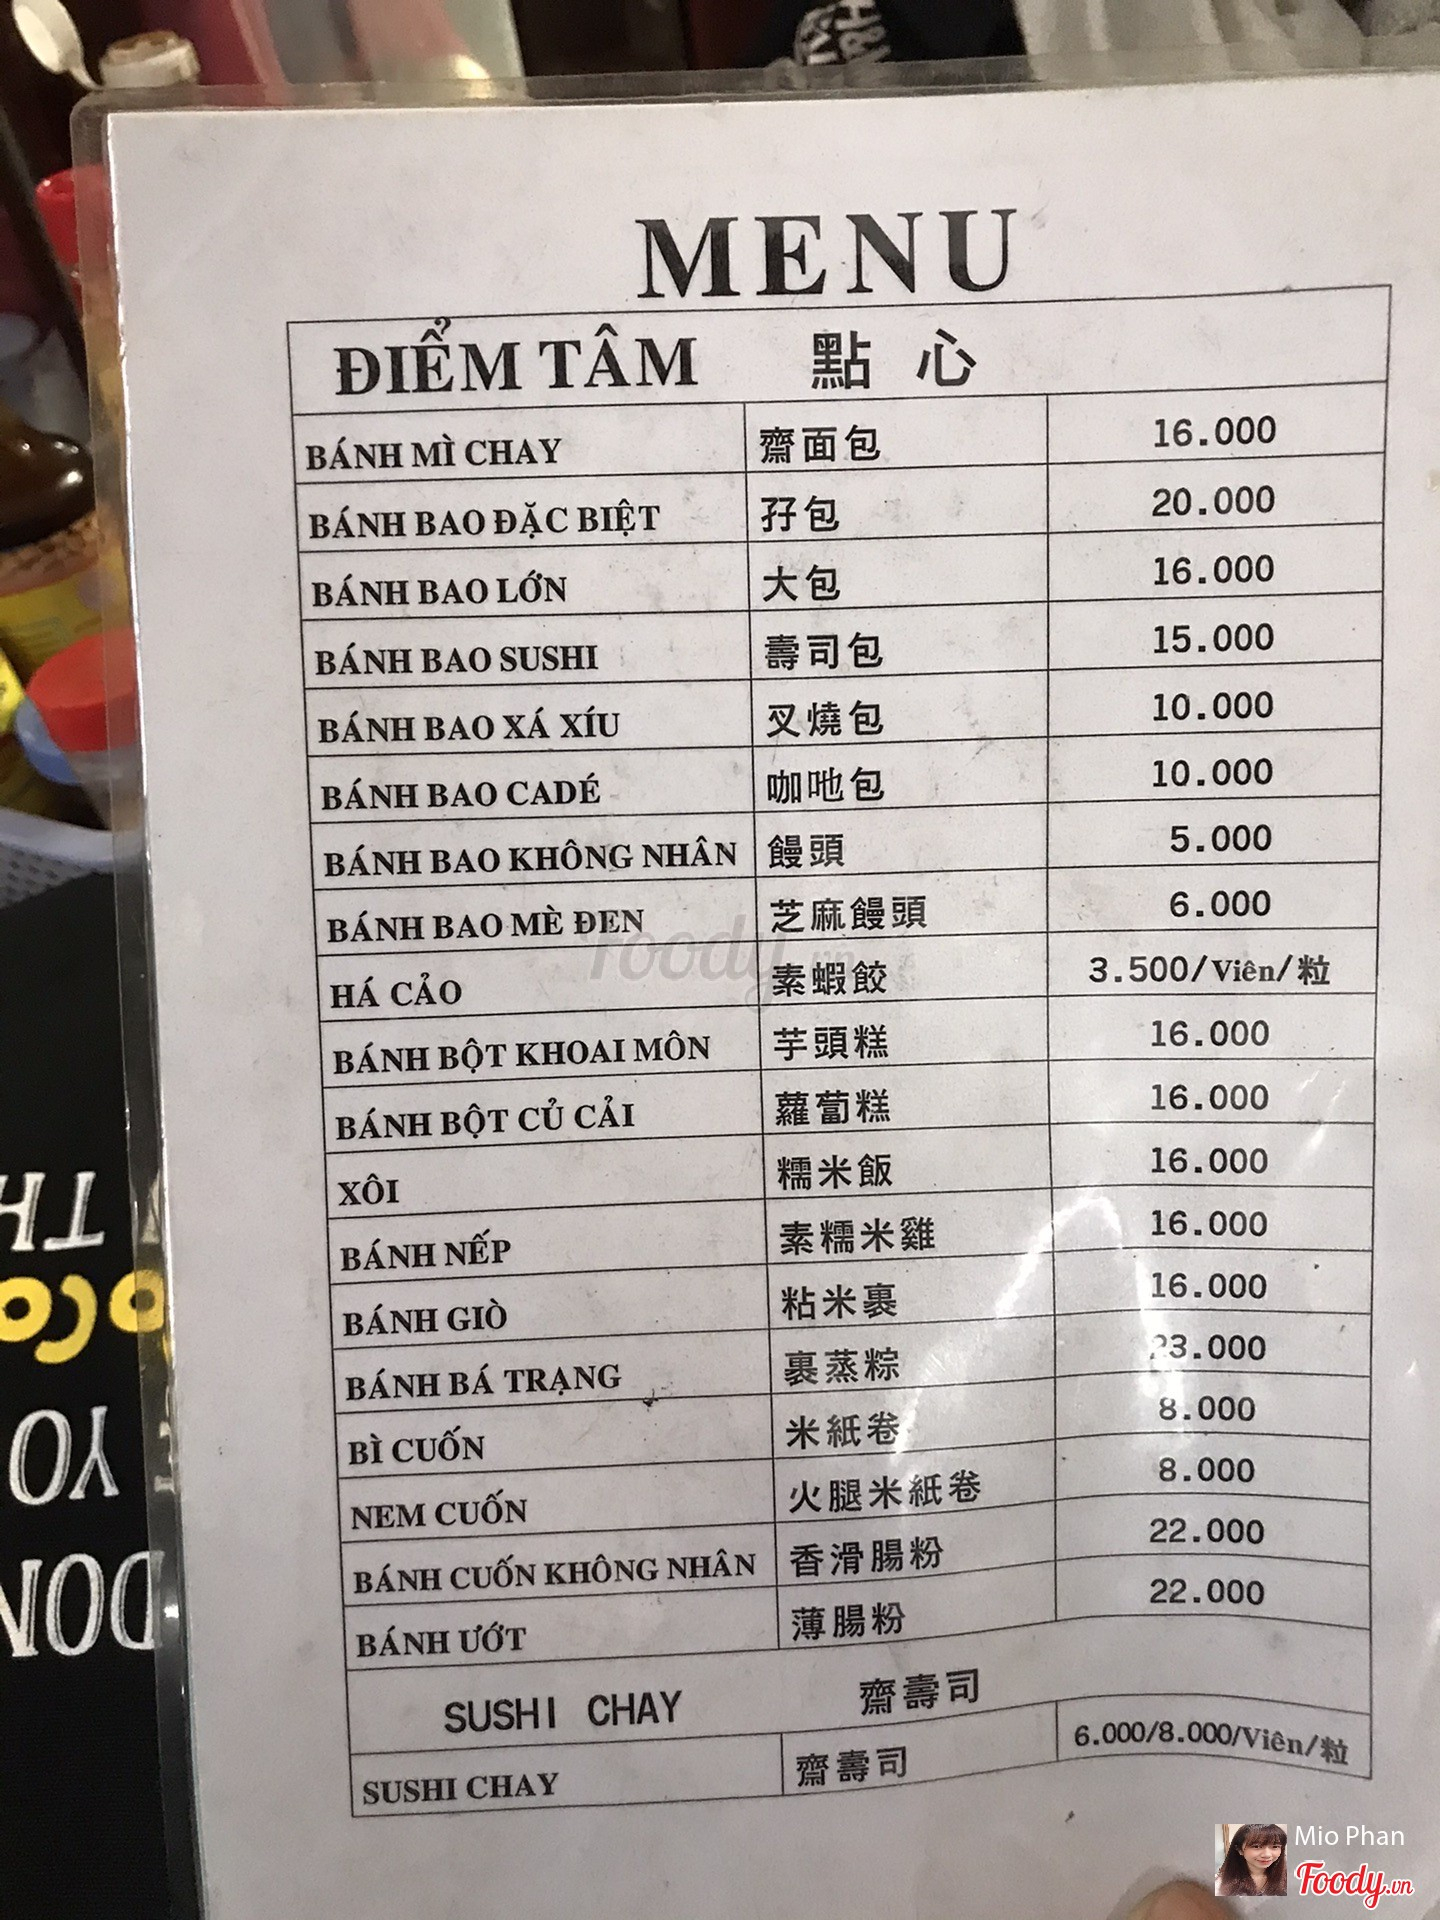 MENU
ĐIỂM TÂM 點 心
BÁNH MÌ CHAY 齋面包 16.000
BÁNH BAO ĐẶC BIỆT 孖包 20.000
BÁNH BAO LỚN 大包 16.000
BÁNH BAO SUSHI 壽司包 15.000
BÁNH BAO XÁ XÍU 叉燒包 10.000
BÁNH BAO CADÉ 咖吔包 10.000
BÁNH BAO KHÔNG NHÂN 饅頭 5.000
BÁNH BAO MÈ ĐEN 芝麻饅頭 6.000
HÁ CẢO 素蝦餃 3.500/Viên/粒
BÁNH BỘT KHOAI MÔN 芋頭糕 16.000
BÁNH BỘT CỦ CẢI 蘿蔔糕 16.000
XÔI 糯米飯 16.000
BÁNH NẾP 素糯米雞 16.000
BÁNH GIÒ 粘米裹 16.000
BÁNH BÁ TRẠNG 裹蒸粽 23.000
BÌ CUỐN 米紙卷 8.000
NEM CUỐN 火腿米紙卷 8.000
BÁNH CUỐN KHÔNG NHÂN 香滑腸粉 22.000
BÁNH ƯỚT 薄腸粉 22.000
SUSHI CHAY 齋壽司
SUSHI CHAY 齋壽司 6.000/8.000/Viên/粒
Foody.vn
Mio Phan
Foody.vn